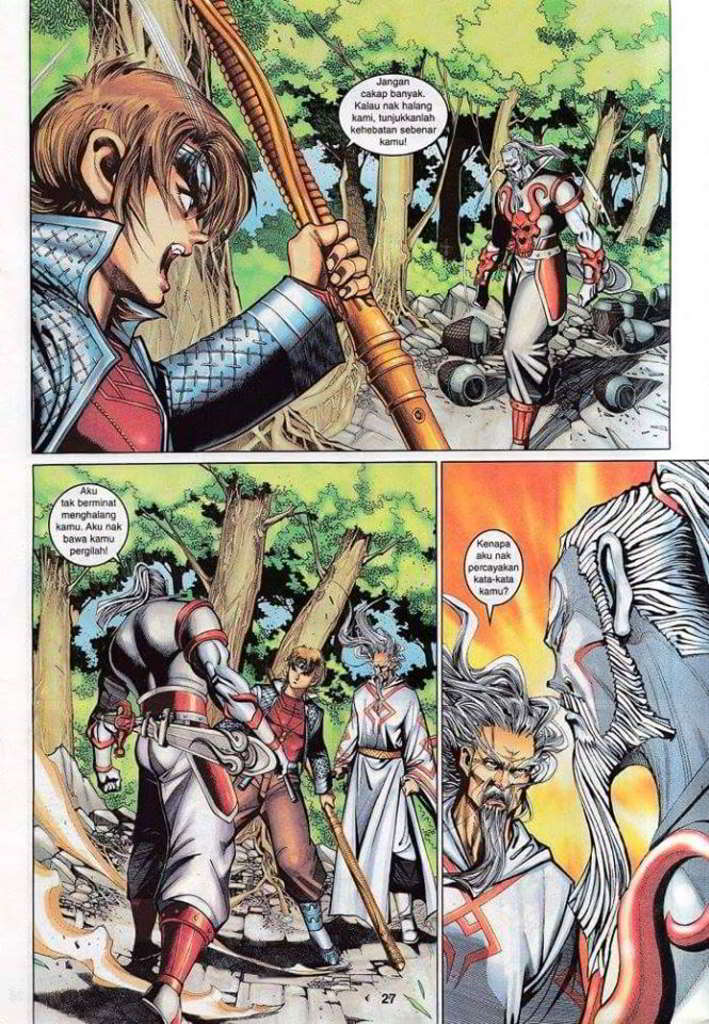 Jangan
cakap banyak.
Kalau nak halang
kami, tunjukkanlah
kehebatan sebenar
kamu!
Aku
tak berminat
menghalang
kamu. Aku nak
bawa kamu
pergilah!
Kenapa
aku nak
percayakan
kata-kata
kamu?
27